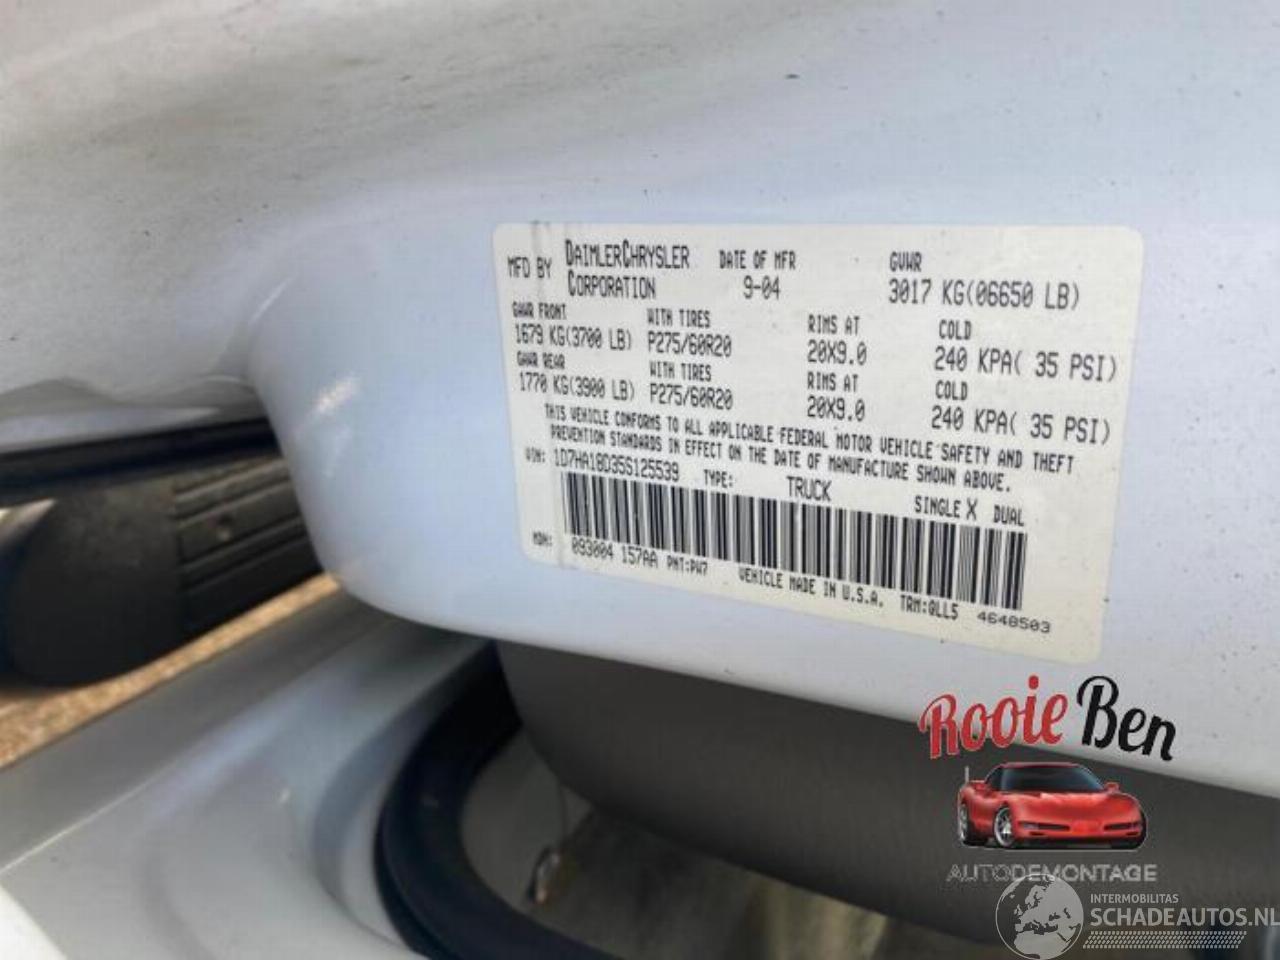 MFD BY DAIMLERCHRYSLER CORPORATION
DATE OF MFR 9-04
GVWR 3017 KG(06650 LB)
GAWR FRONT WITH TIRES RIMS AT COLD
1679 KG(3700 LB) P275/60R20 20X9.0 240 KPA( 35 PSI)
GAWR REAR WITH TIRES RIMS AT COLD
1770 KG(3900 LB) P275/60R20 20X9.0 240 KPA( 35 PSI)
THIS VEHICLE CONFORMS TO ALL APPLICABLE FEDERAL MOTOR VEHICLE SAFETY AND THEFT
PREVENTION STANDARDS IN EFFECT ON THE DATE OF MANUFACTURE SHOWN ABOVE.
VIN: 1D7HA18D35S125539 TYPE: TRUCK SINGLE X DUAL
MDH: 093004 157AA PNT:PW7 VEHICLE MADE IN U.S.A. TRM:QLL5 4648503
Rooie Ben
AUTODEMONTAGE
INTERMOBILITAS
SCHADEAUTOS.NL